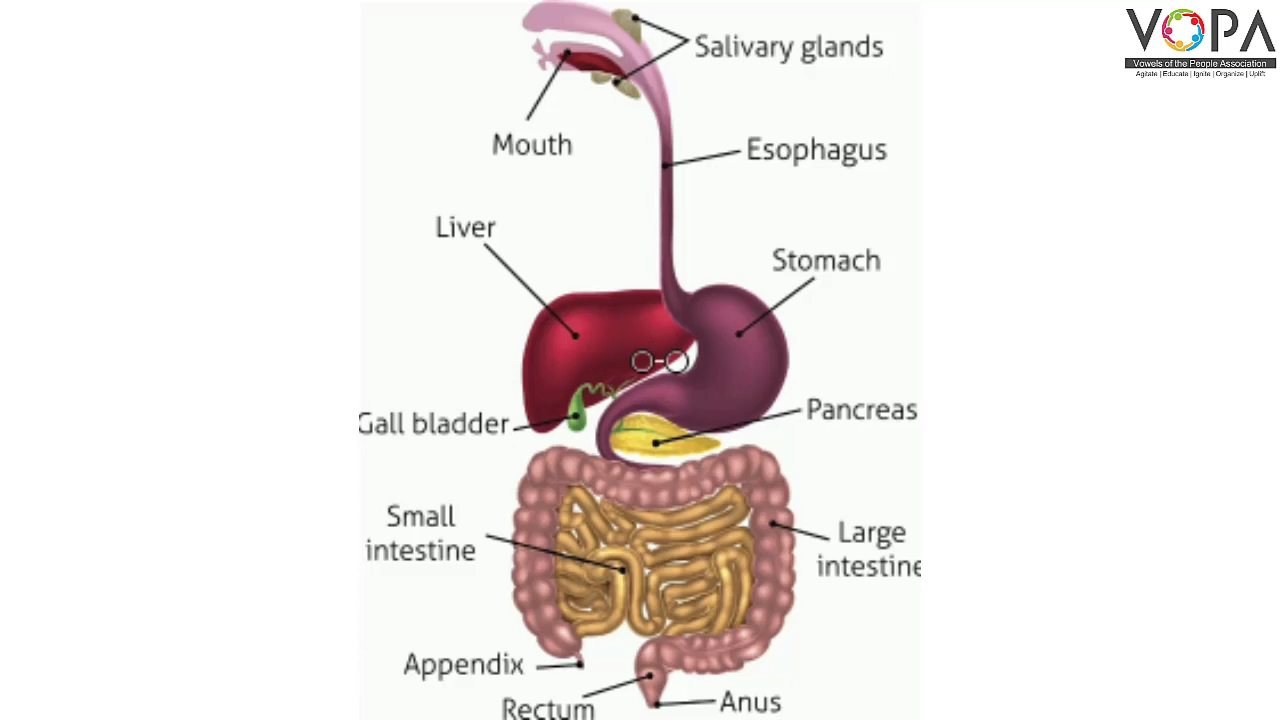 VOPA
Vowels of the People Association
Agitate | Educate | Ignite | Organize | Uplift
Salivary glands
Mouth
Esophagus
Liver
Stomach
Gall bladder
Pancreas
Small
intestine
Large
intestine
Appendix
Rectum
Anus